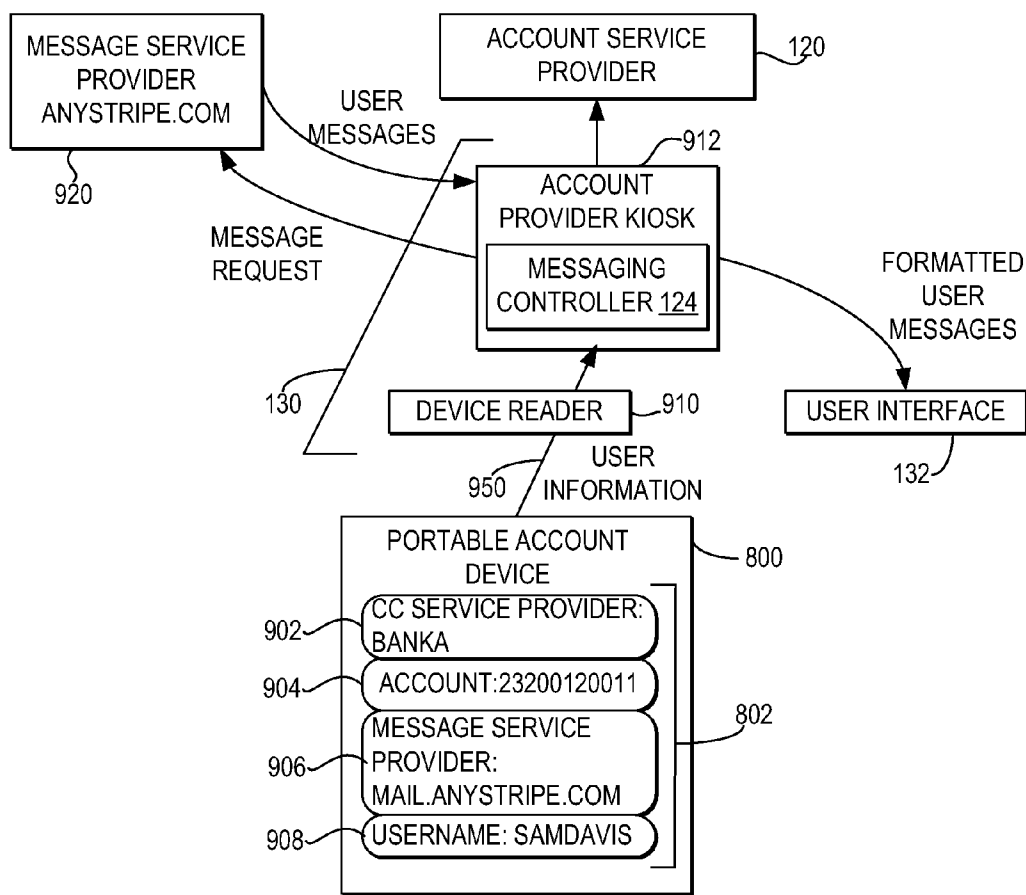 MESSAGE SERVICE
PROVIDER
ANYSTRIPE.COM
920
ACCOUNT SERVICE
PROVIDER
120
USER
MESSAGES
912
ACCOUNT
PROVIDER KIOSK
MESSAGING
CONTROLLER 124
MESSAGE
REQUEST
FORMATTED
USER
MESSAGES
130
DEVICE READER
910
USER INTERFACE
132
950
USER
INFORMATION
PORTABLE ACCOUNT
DEVICE
800
902
CC SERVICE PROVIDER:
BANKA
904
ACCOUNT:23200120011
802
906
MESSAGE SERVICE
PROVIDER:
MAIL.ANYSTRIPE.COM
908
USERNAME: SAMDAVIS